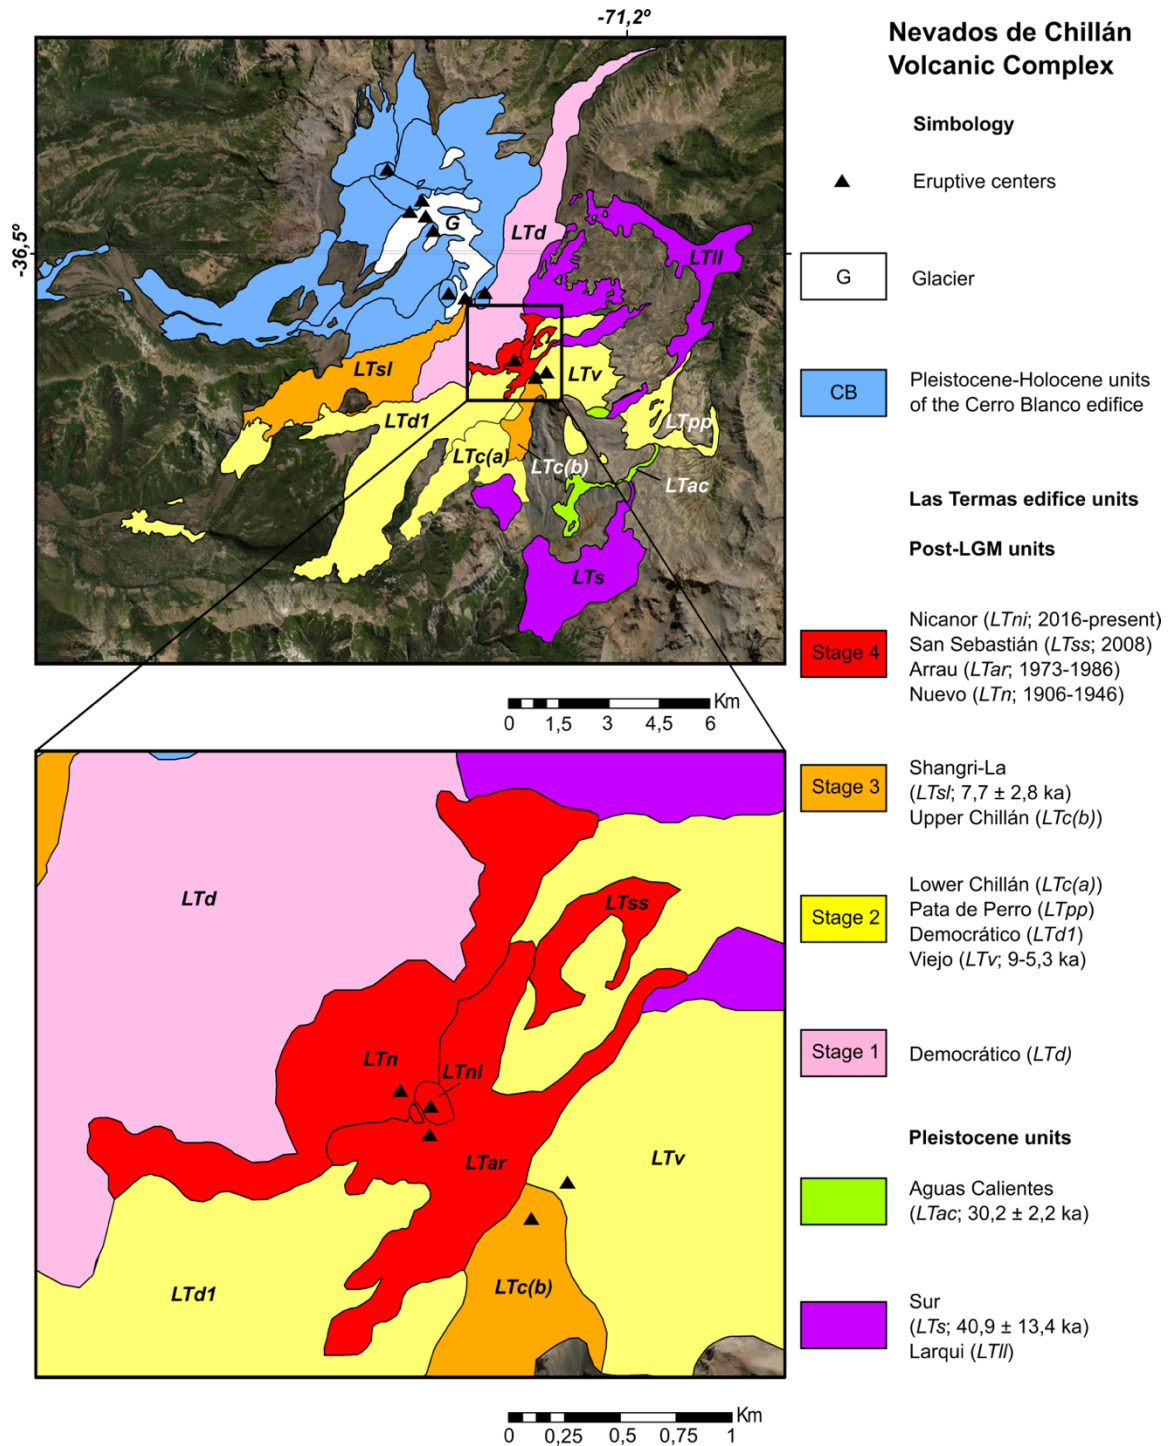 -71,2º
-36,5º
G
LTd
LTll
LTsl
LTv
LTd1
LTpp
LTc(a)
LTc(b)
LTac
LTs
Km
0 1,5 3 4,5 6
LTd
LTss
LTn
LTni
LTar
LTv
LTd1
LTc(b)
Km
0 0,25 0,5 0,75 1
Nevados de Chillán
Volcanic Complex
Simbology
Eruptive centers
G Glacier
CB Pleistocene-Holocene units
of the Cerro Blanco edifice
Las Termas edifice units
Post-LGM units
Stage 4
Nicanor (LTni; 2016-present)
San Sebastián (LTss; 2008)
Arrau (LTar; 1973-1986)
Nuevo (LTn; 1906-1946)
Stage 3
Shangri-La
(LTsl; 7,7 ± 2,8 ka)
Upper Chillán (LTc(b))
Stage 2
Lower Chillán (LTc(a))
Pata de Perro (LTpp)
Democrático (LTd1)
Viejo (LTv; 9-5,3 ka)
Stage 1 Democrático (LTd)
Pleistocene units
Aguas Calientes
(LTac; 30,2 ± 2,2 ka)
Sur
(LTs; 40,9 ± 13,4 ka)
Larqui (LTll)